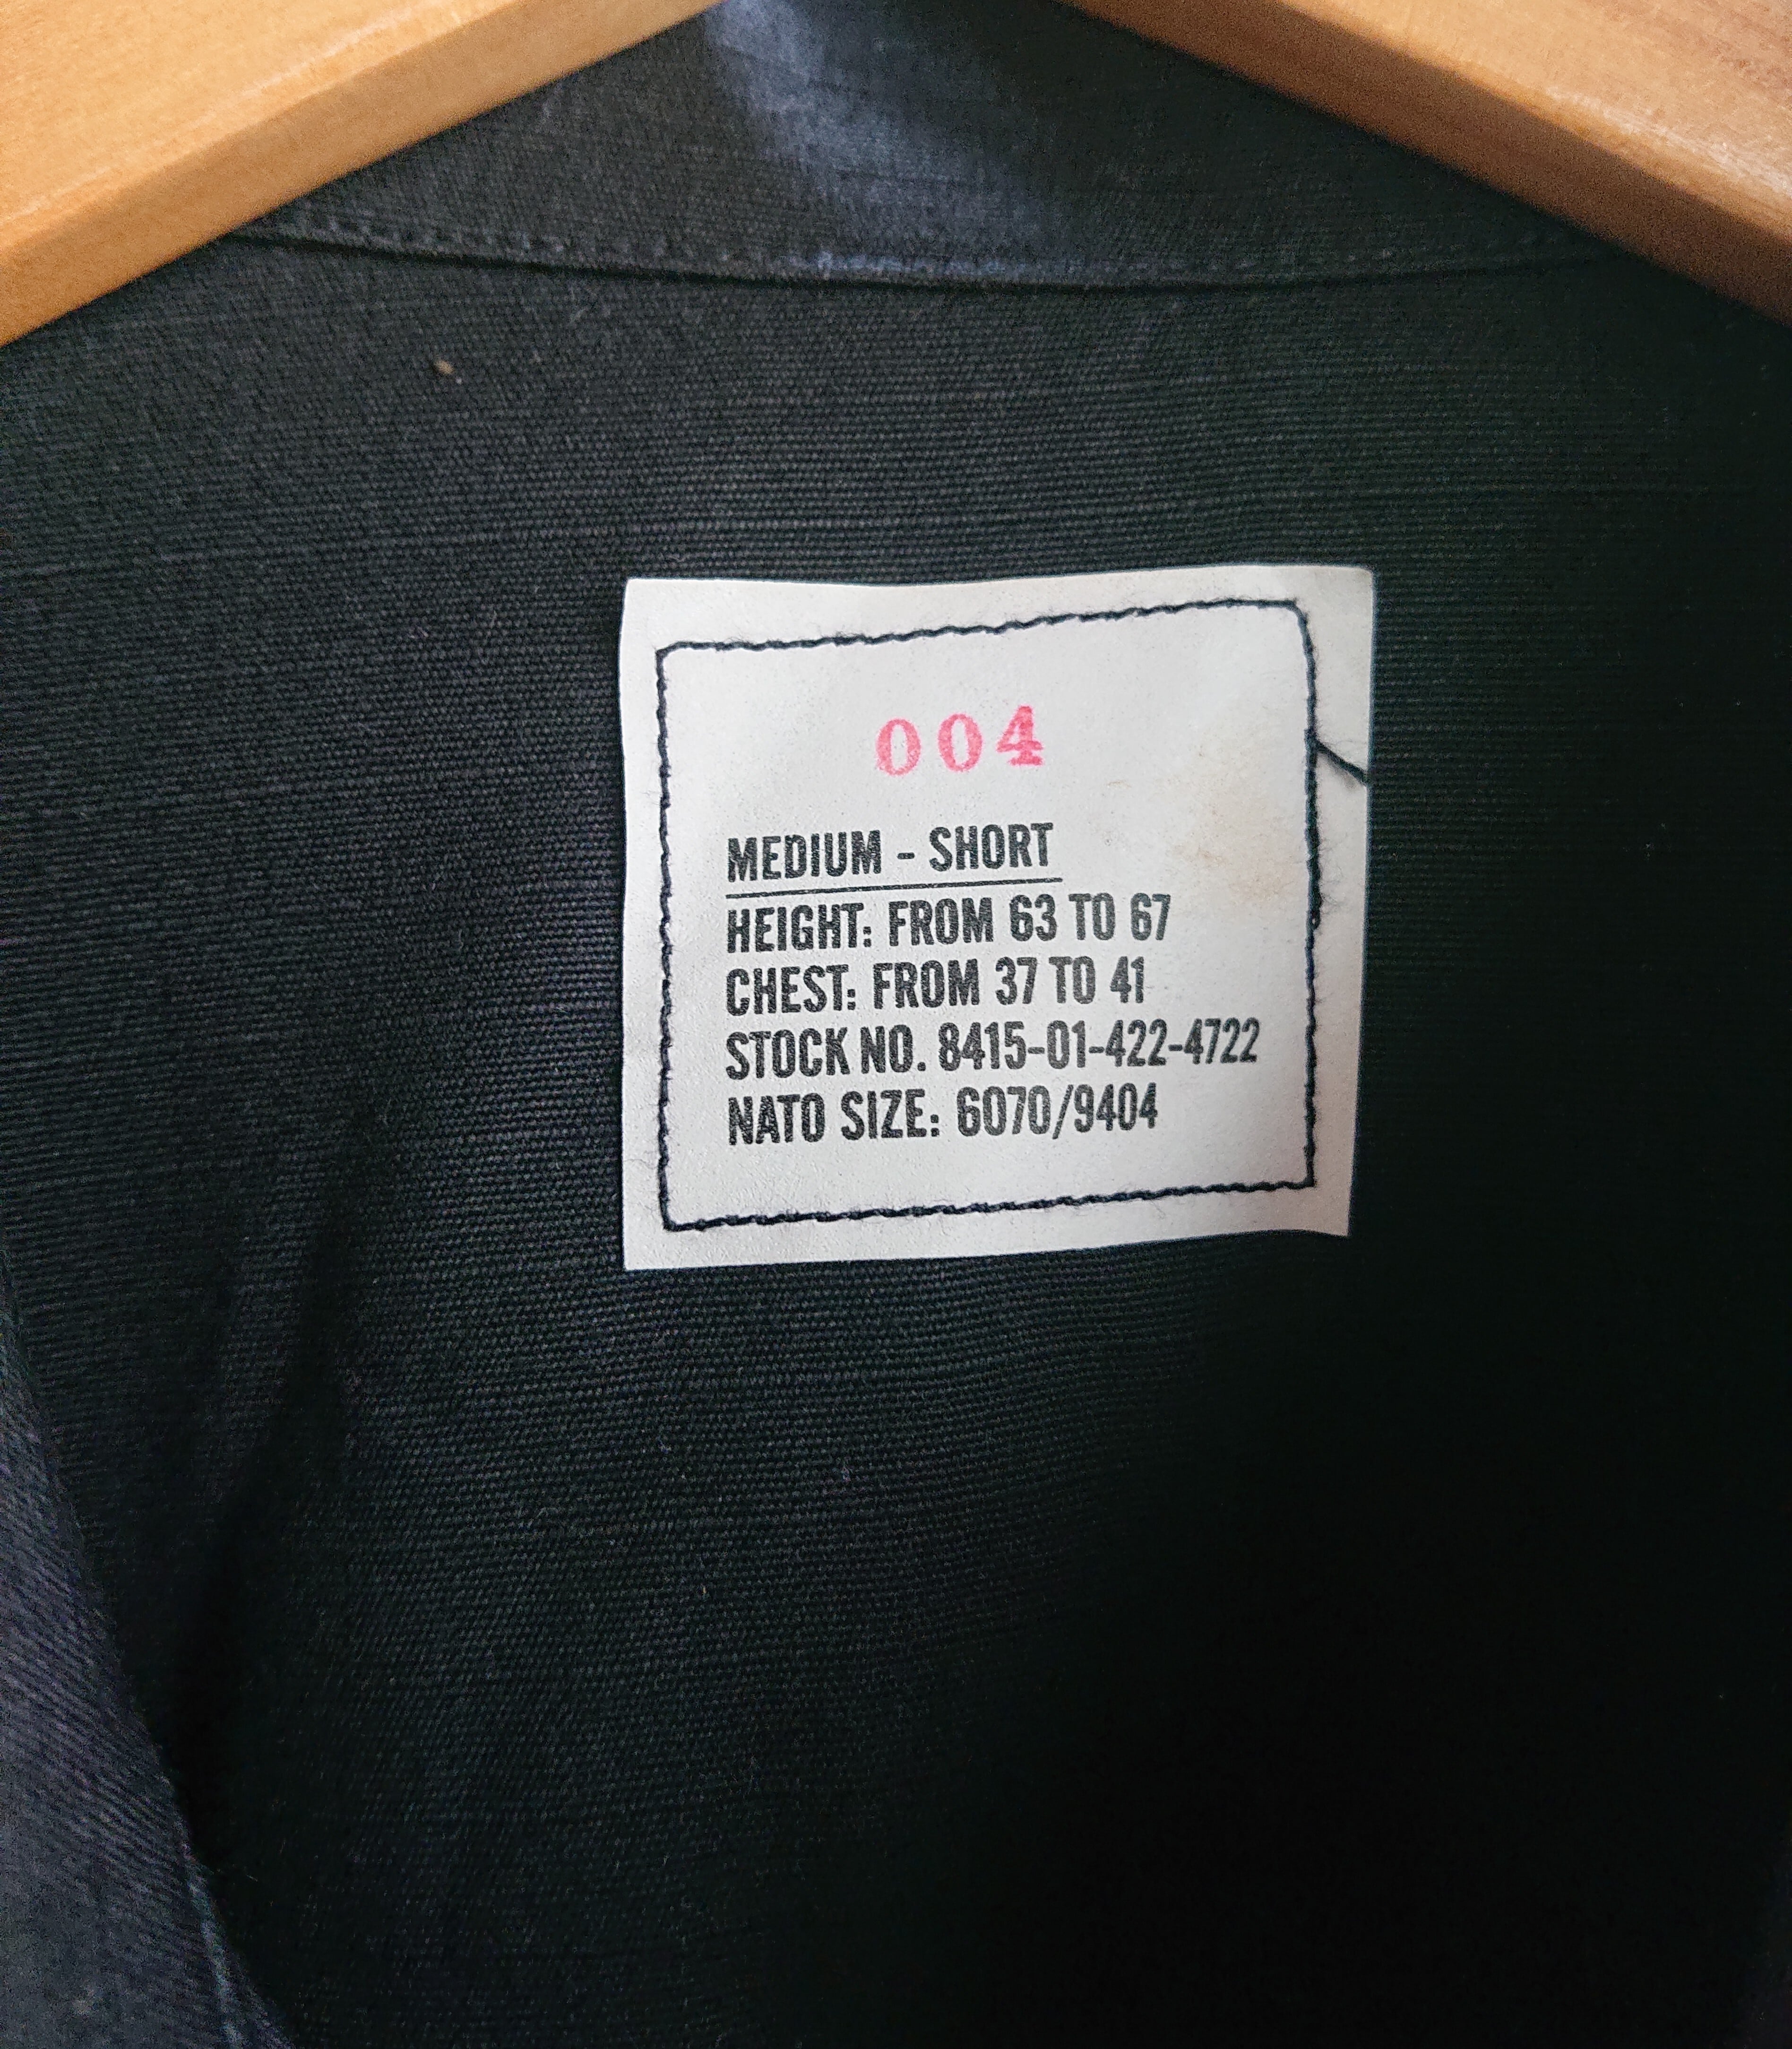 004
MEDIUM - SHORT
HEIGHT: FROM 63 TO 67
CHEST: FROM 37 TO 41
STOCK NO. 8415-01-422-4722
NATO SIZE: 6070/9404